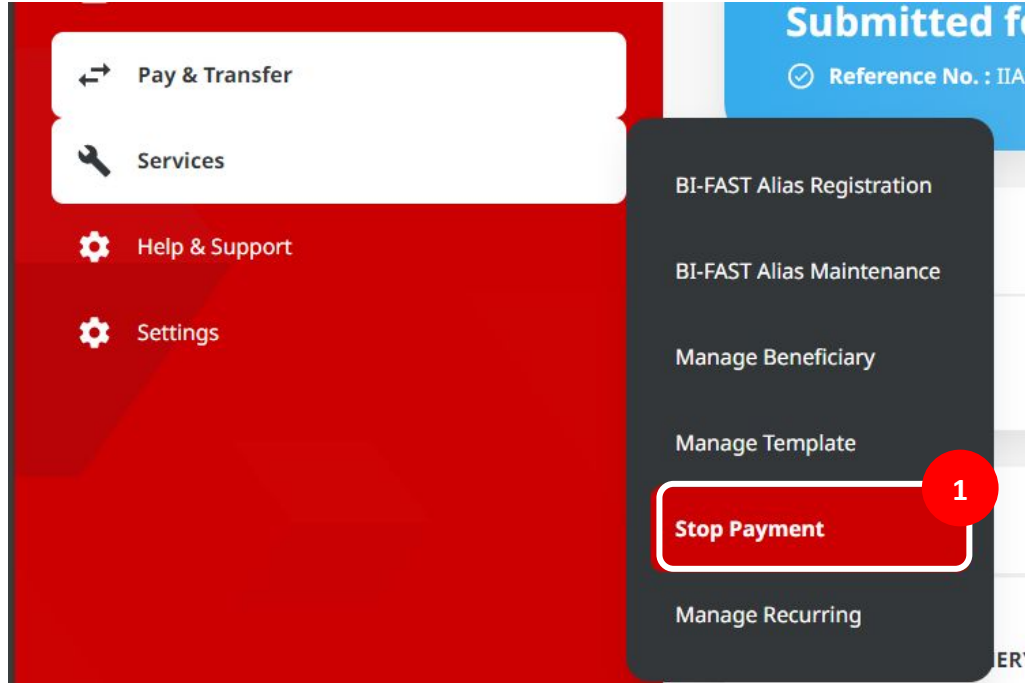 Submitted
Reference No. : IIA
Pay & Transfer
Services
Help & Support
Settings
BI-FAST Alias Registration
BI-FAST Alias Maintenance
Manage Beneficiary
Manage Template
1
Stop Payment
Manage Recurring